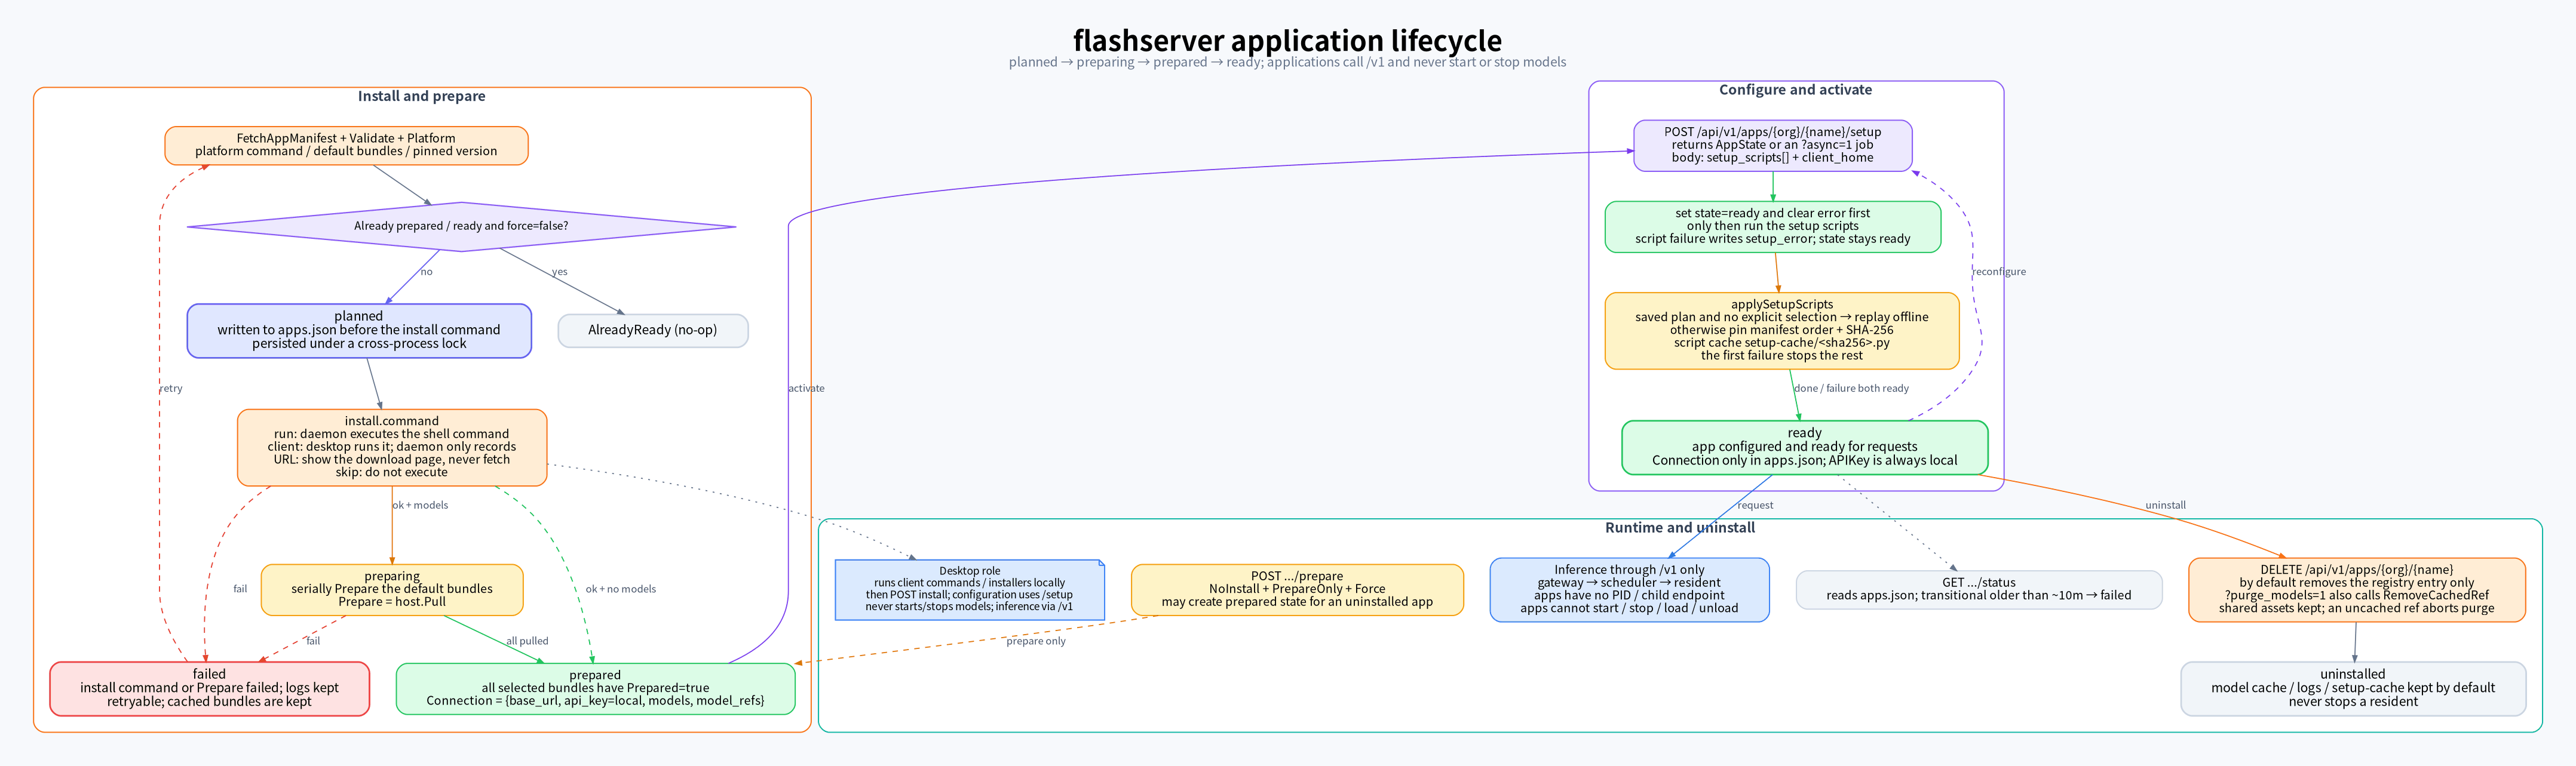 flashserver application lifecycle
planned → preparing → prepared → ready; applications call /v1 and never start or stop models
Install and prepare
FetchAppManifest + Validate + Platform
platform command / default bundles / pinned version
Already prepared / ready and force=false?
no
yes
planned
written to apps.json before the install command
persisted under a cross-process lock
AlreadyReady (no-op)
retry
activate
install.command
run: daemon executes the shell command
client: desktop runs it; daemon only records
URL: show the download page, never fetch
skip: do not execute
ok + models
fail
ok + no models
preparing
serially Prepare the default bundles
Prepare = host.Pull
fail
all pulled
failed
install command or Prepare failed; logs kept
retryable; cached bundles are kept
prepared
all selected bundles have Prepared=true
Connection = {base_url, api_key=local, models, model_refs}
Configure and activate
POST /api/v1/apps/{org}/{name}/setup
returns AppState or an ?async=1 job
body: setup_scripts[] + client_home
set state=ready and clear error first
only then run the setup scripts
script failure writes setup_error; state stays ready
reconfigure
applySetupScripts
saved plan and no explicit selection → replay offline
otherwise pin manifest order + SHA-256
script cache setup-cache/<sha256>.py
the first failure stops the rest
done / failure both ready
ready
app configured and ready for requests
Connection only in apps.json; APIKey is always local
request
uninstall
Runtime and uninstall
Desktop role
runs client commands / installers locally
then POST install; configuration uses /setup
never starts/stops models; inference via /v1
POST .../prepare
NoInstall + PrepareOnly + Force
may create prepared state for an uninstalled app
prepare only
Inference through /v1 only
gateway → scheduler → resident
apps have no PID / child endpoint
apps cannot start / stop / load / unload
GET .../status
reads apps.json; transitional older than ~10m → failed
DELETE /api/v1/apps/{org}/{name}
by default removes the registry entry only
?purge_models=1 also calls RemoveCachedRef
shared assets kept; an uncached ref aborts purge
uninstalled
model cache / logs / setup-cache kept by default
never stops a resident